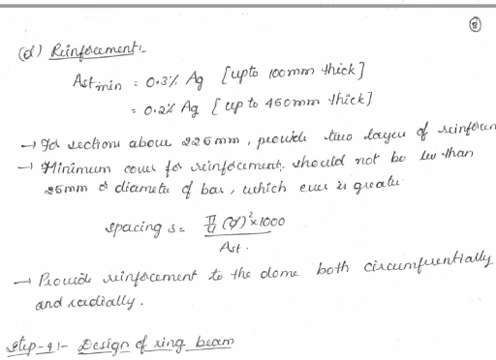 8
(d) Reinforcement:-
Ast min = 0.3% Ag [upto 100mm thick]
= 0.2% Ag [up to 450mm thick]
→ For sections above 225mm, provide two layers of reinforcem
→ Minimum cover for reinforcement should not be less than
25mm or diameter of bar, which ever is greater
spacing s = π/4 (φ)² × 1000 / Ast.
→ Provide reinforcement to the dome both circumferentially
and radially.
Step-9:- Design of ring beam